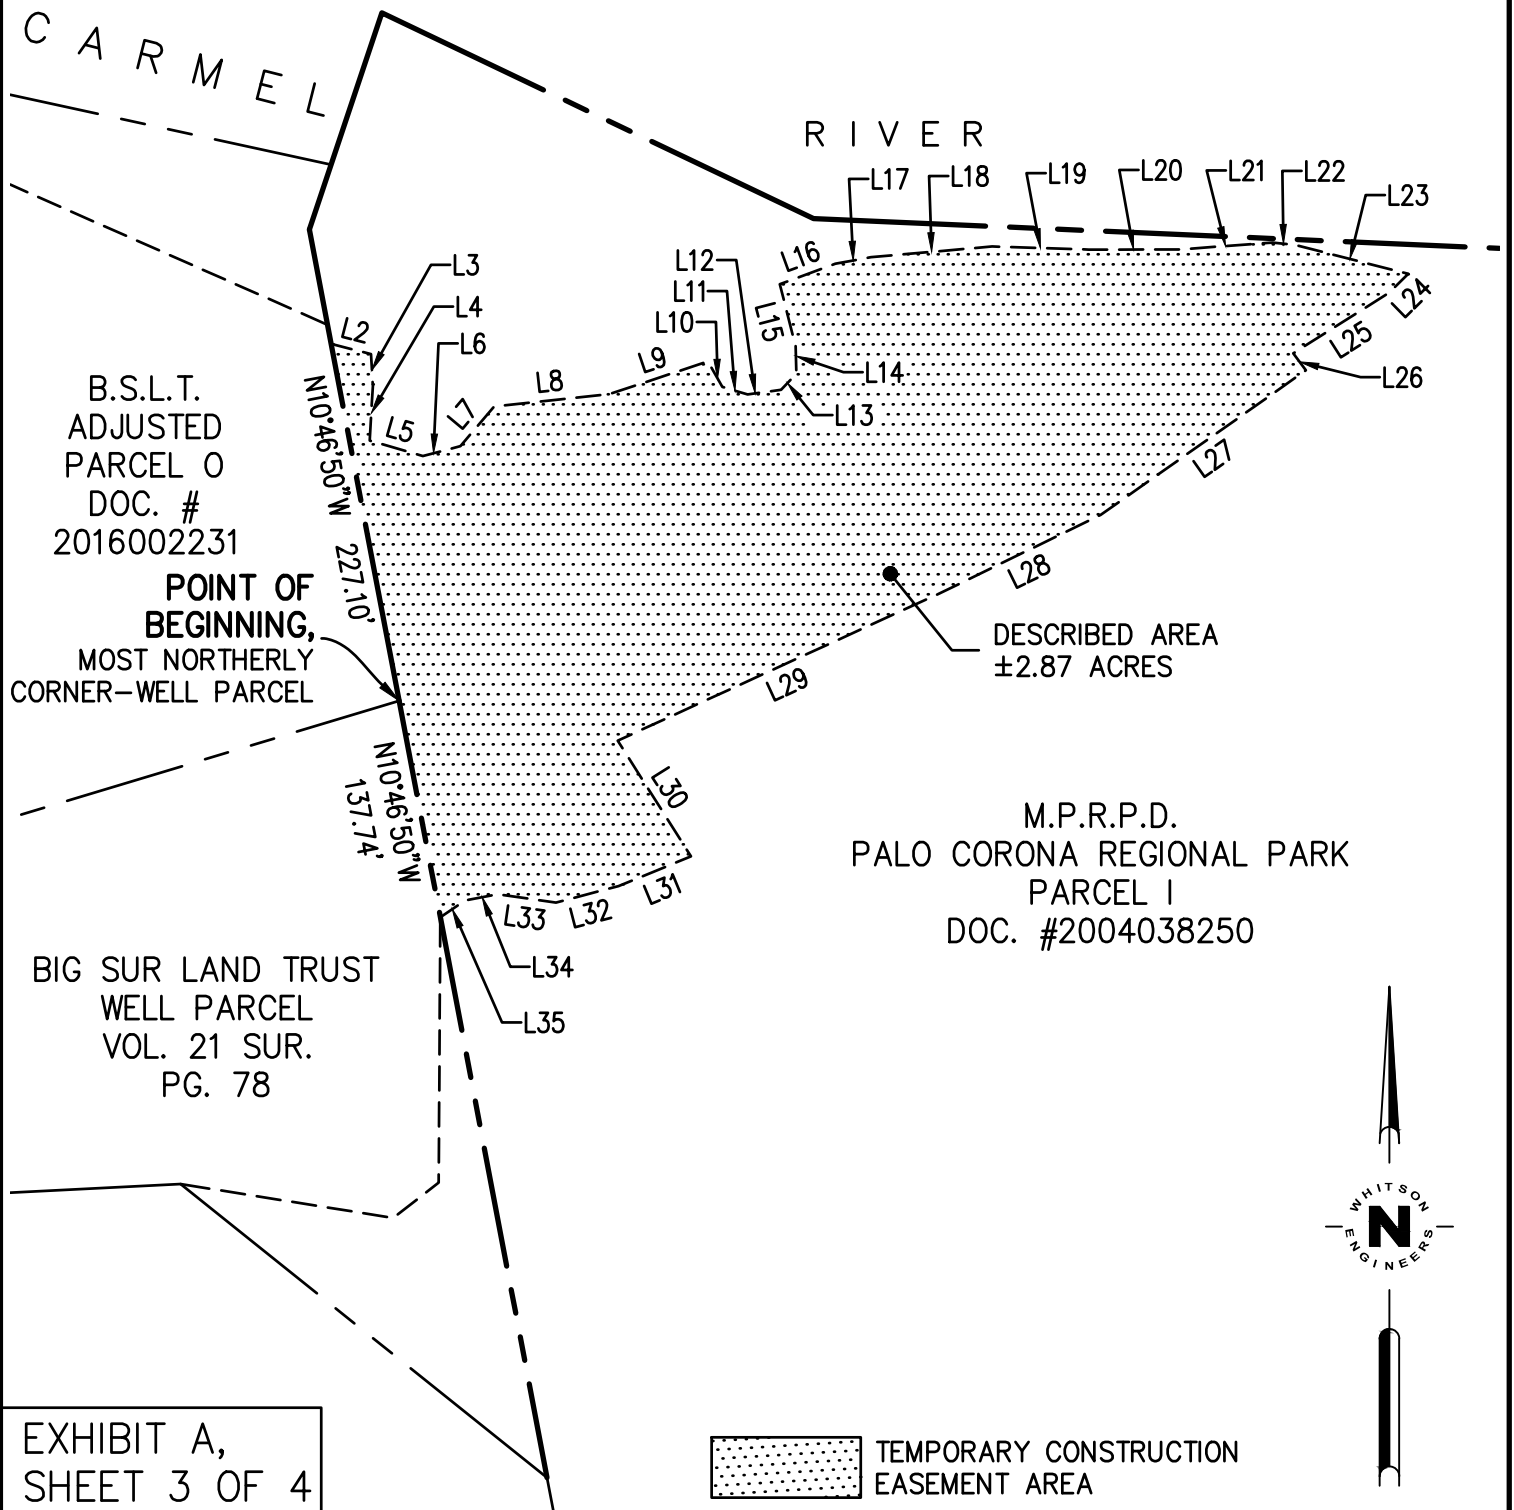 CARMEL
RIVER
L17
L18
L19
L20
L21
L22
L23
L16
L3
L12
L4
L11
L24
L2
L10
L15
L6
L25
L9
L14
L26
L8
L13
L7
L5
L27
B.S.L.T.
ADJUSTED
PARCEL O
DOC. #
2016002231
N10°46'50"W
227.10'
L28
POINT OF
BEGINNING,
MOST NORTHERLY
CORNER-WELL PARCEL
DESCRIBED AREA
±2.87 ACRES
L29
N10°46'50"W
137.74'
L30
M.P.R.P.D.
PALO CORONA REGIONAL PARK
PARCEL I
DOC. #2004038250
L31
L32
L33
L34
L35
BIG SUR LAND TRUST
WELL PARCEL
VOL. 21 SUR.
PG. 78
WHITSON
N
ENGINEERS
EXHIBIT A,
SHEET 3 OF 4
TEMPORARY CONSTRUCTION
EASEMENT AREA